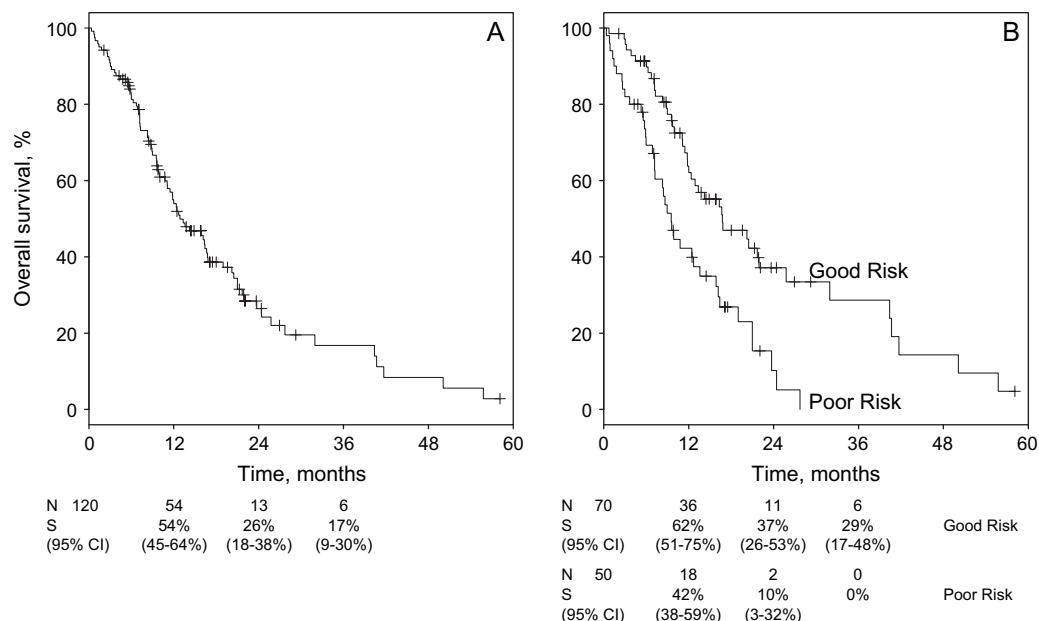 A
100
80
60
40
20
0
Overall survival, %
0 12 24 36 48 60
Time, months
N 120 54 13 6
S 54% 26% 17%
(95% CI) (45-64%) (18-38%) (9-30%)
B
100
80
60
40
20
0
Good Risk
Poor Risk
0 12 24 36 48 60
Time, months
N 70 36 11 6
S 62% 37% 29% Good Risk
(95% CI) (51-75%) (26-53%) (17-48%)
N 50 18 2 0
S 42% 10% 0% Poor Risk
(95% CI) (38-59%) (3-32%)